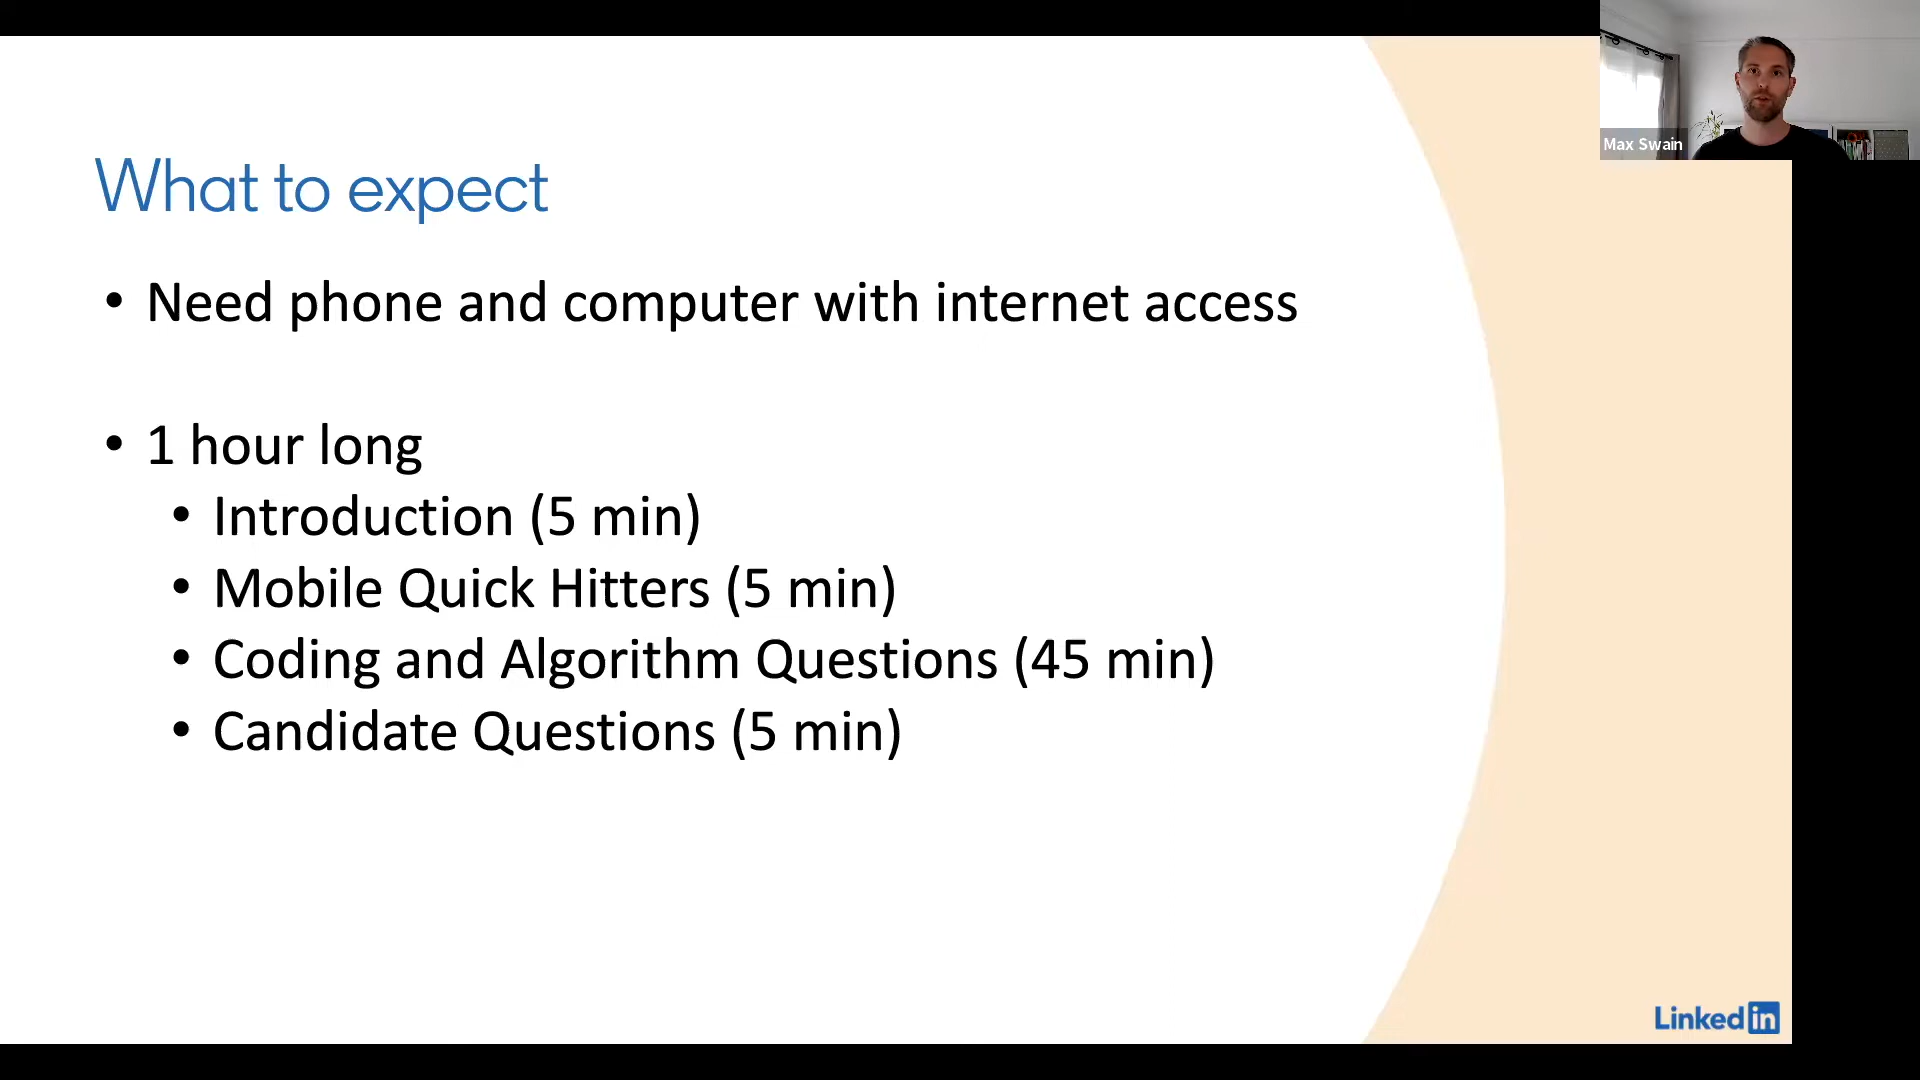 Max Swain
What to expect
• Need phone and computer with internet access
• 1 hour long
• Introduction (5 min)
• Mobile Quick Hitters (5 min)
• Coding and Algorithm Questions (45 min)
• Candidate Questions (5 min)
Linked in